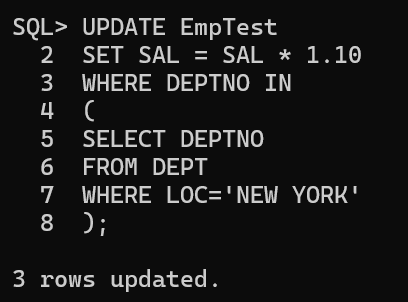 SQL> UPDATE EmpTest
  2  SET SAL = SAL * 1.10
  3  WHERE DEPTNO IN
  4  (
  5  SELECT DEPTNO
  6  FROM DEPT
  7  WHERE LOC='NEW YORK'
  8  );
3 rows updated.